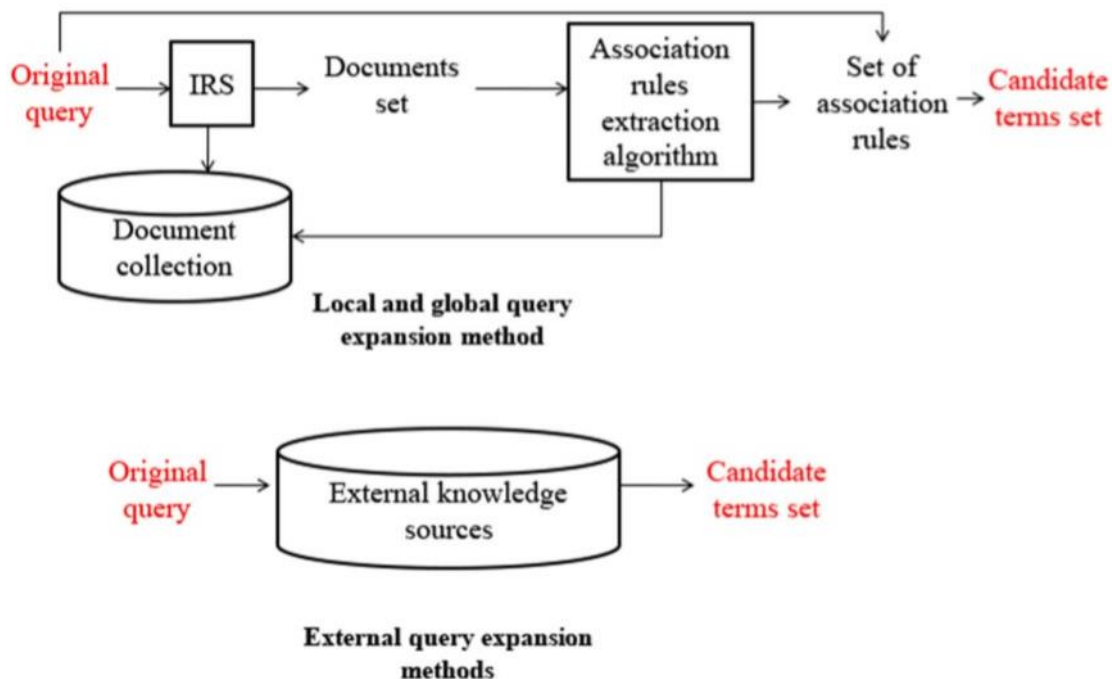 Original
query
IRS
Documents
set
Association
rules
extraction
algorithm
Set of
association
rules
Candidate
terms set
Document
collection
Local and global query
expansion method
Original
query
External knowledge
sources
Candidate
terms set
External query expansion
methods